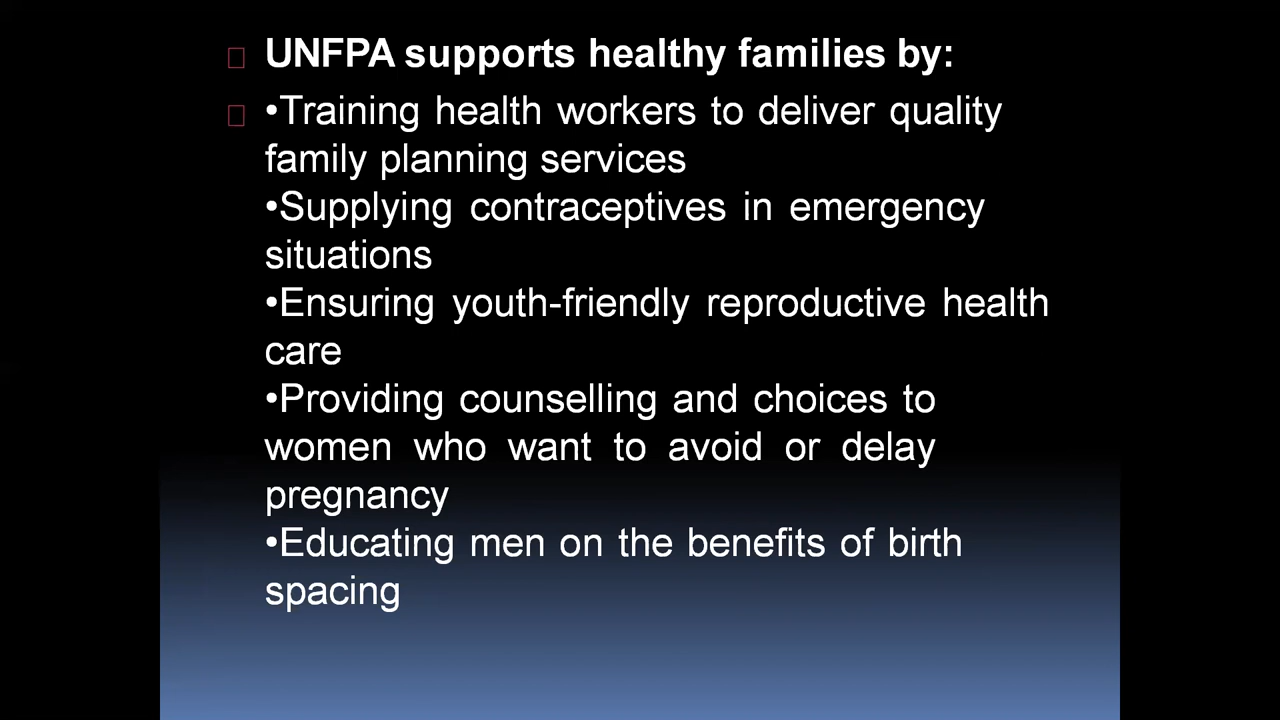 UNFPA supports healthy families by:
•Training health workers to deliver quality
family planning services
•Supplying contraceptives in emergency
situations
•Ensuring youth-friendly reproductive health
care
•Providing counselling and choices to
women who want to avoid or delay
pregnancy
•Educating men on the benefits of birth
spacing